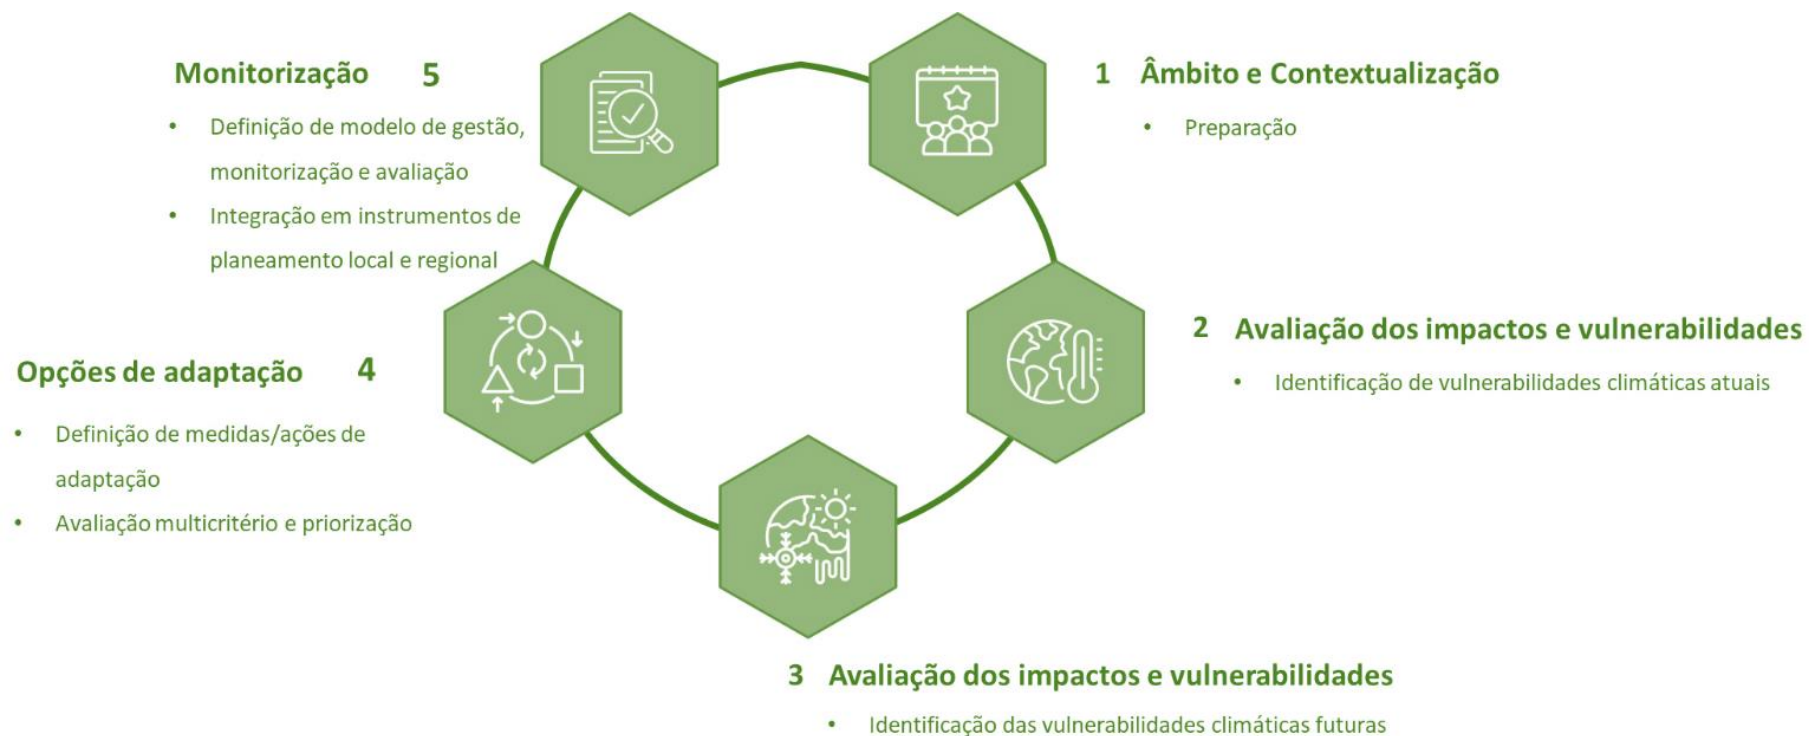 1 Âmbito e Contextualização
• Preparação
2 Avaliação dos impactos e vulnerabilidades
• Identificação de vulnerabilidades climáticas atuais
3 Avaliação dos impactos e vulnerabilidades
• Identificação das vulnerabilidades climáticas futuras
Opções de adaptação 4
• Definição de medidas/ações de
adaptação
• Avaliação multicritério e priorização
Monitorização 5
• Definição de modelo de gestão,
monitorização e avaliação
• Integração em instrumentos de
planeamento local e regional